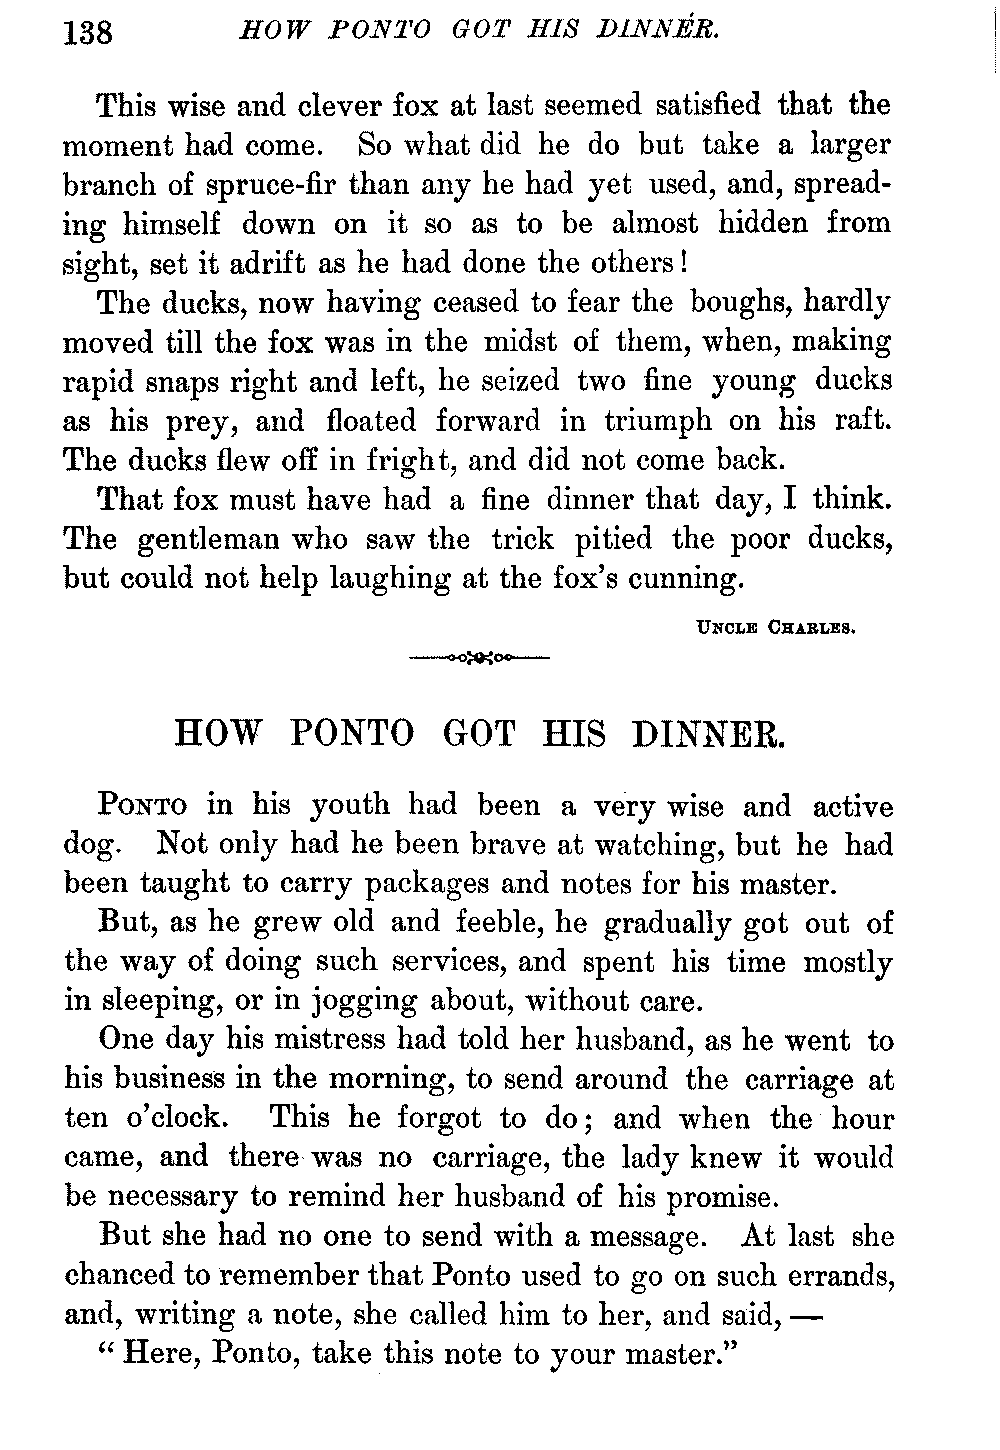 138 HOW PONTO GOT HIS DINNER.
This wise and clever fox at last seemed satisfied that the
moment had come. So what did he do but take a larger
branch of spruce-fir than any he had yet used, and, spread-
ing himself down on it so as to be almost hidden from
sight, set it adrift as he had done the others!
The ducks, now having ceased to fear the boughs, hardly
moved till the fox was in the midst of them, when, making
rapid snaps right and left, he seized two fine young ducks
as his prey, and floated forward in triumph on his raft.
The ducks flew off in fright, and did not come back.
That fox must have had a fine dinner that day, I think.
The gentleman who saw the trick pitied the poor ducks,
but could not help laughing at the fox's cunning.
UNCLE CHARLES.
HOW PONTO GOT HIS DINNER.
PONTO in his youth had been a very wise and active
dog. Not only had he been brave at watching, but he had
been taught to carry packages and notes for his master.
But, as he grew old and feeble, he gradually got out of
the way of doing such services, and spent his time mostly
in sleeping, or in jogging about, without care.
One day his mistress had told her husband, as he went to
his business in the morning, to send around the carriage at
ten o'clock. This he forgot to do; and when the hour
came, and there was no carriage, the lady knew it would
be necessary to remind her husband of his promise.
But she had no one to send with a message. At last she
chanced to remember that Ponto used to go on such errands,
and, writing a note, she called him to her, and said, —
“Here, Ponto, take this note to your master.”